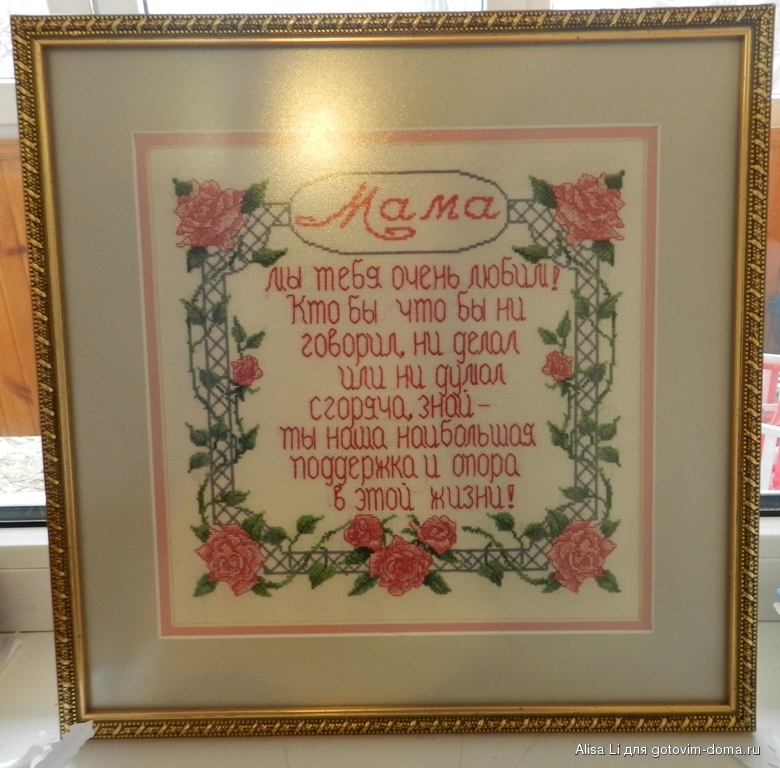 Мама
мы тебя очень любим!
Кто бы что бы ни
говорил, ни делал
или ни думал
сгоряча, знай –
ты наша наибольшая
поддержка и опора
в этой жизни!
Alisa Li для gotovim-doma.ru